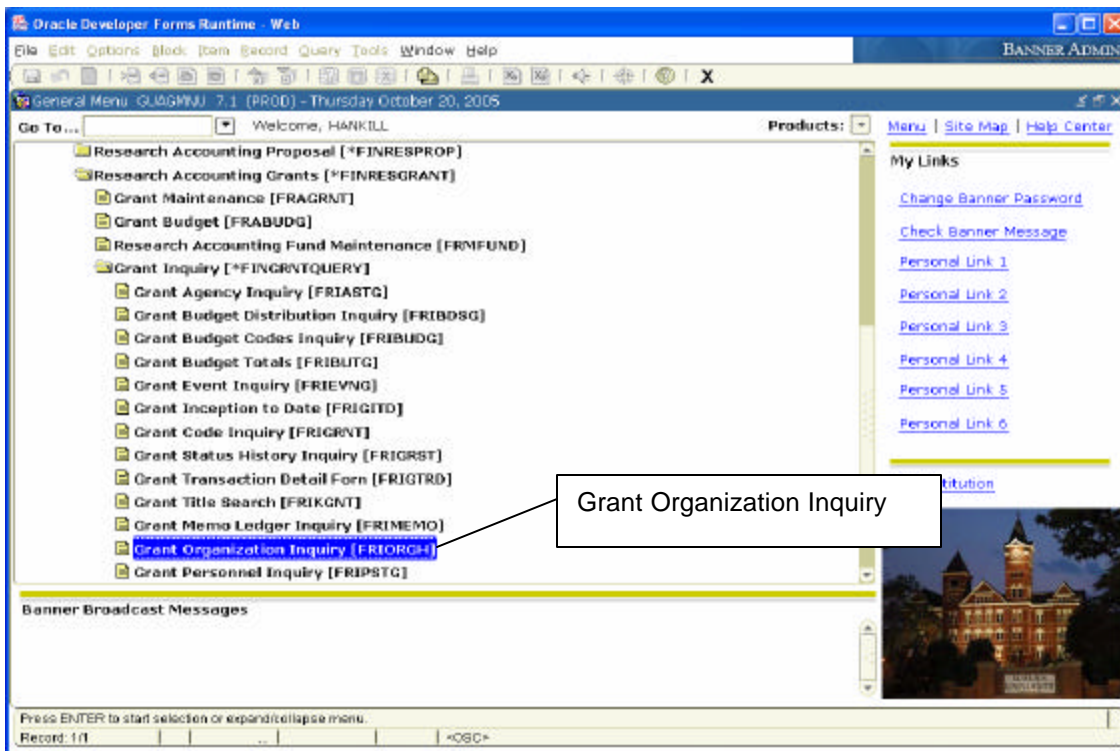 Oracle Developer Forms Runtime - Web
File Edit Options Block Item Record Query Tools Window Help
BANNER ADMIN
General Menu GUAGMNU 7.1 (PROD) - Thursday October 20, 2005
Go To... Welcome, HANKILL Products: Menu | Site Map | Help Center
Research Accounting Proposal [*FINRESPROP]
Research Accounting Grants [*FINRESGRANT]
Grant Maintenance [FRAGRNT]
Grant Budget [FRABUDG]
Research Accounting Fund Maintenance [FRMFUND]
Grant Inquiry [*FINGRNTQUERY]
Grant Agency Inquiry [FRIASTG]
Grant Budget Distribution Inquiry [FRIBDSG]
Grant Budget Codes Inquiry [FRIBUDG]
Grant Budget Totals [FRIBUTG]
Grant Event Inquiry [FRIEVNG]
Grant Inception to Date [FRIGITD]
Grant Code Inquiry [FRIGRNT]
Grant Status History Inquiry [FRIGRST]
Grant Transaction Detail Form [FRIGTRD]
Grant Title Search [FRIKGNT]
Grant Memo Ledger Inquiry [FRIMEMO]
Grant Organization Inquiry [FRIORGH]
Grant Personnel Inquiry [FRIPSTG]
Grant Organization Inquiry
My Links
Change Banner Password
Check Banner Message
Personal Link 1
Personal Link 2
Personal Link 3
Personal Link 4
Personal Link 5
Personal Link 6
titution
Banner Broadcast Messages
Press ENTER to start selection or expand/collapse menu.
Record: 1/1 ... <OSC>